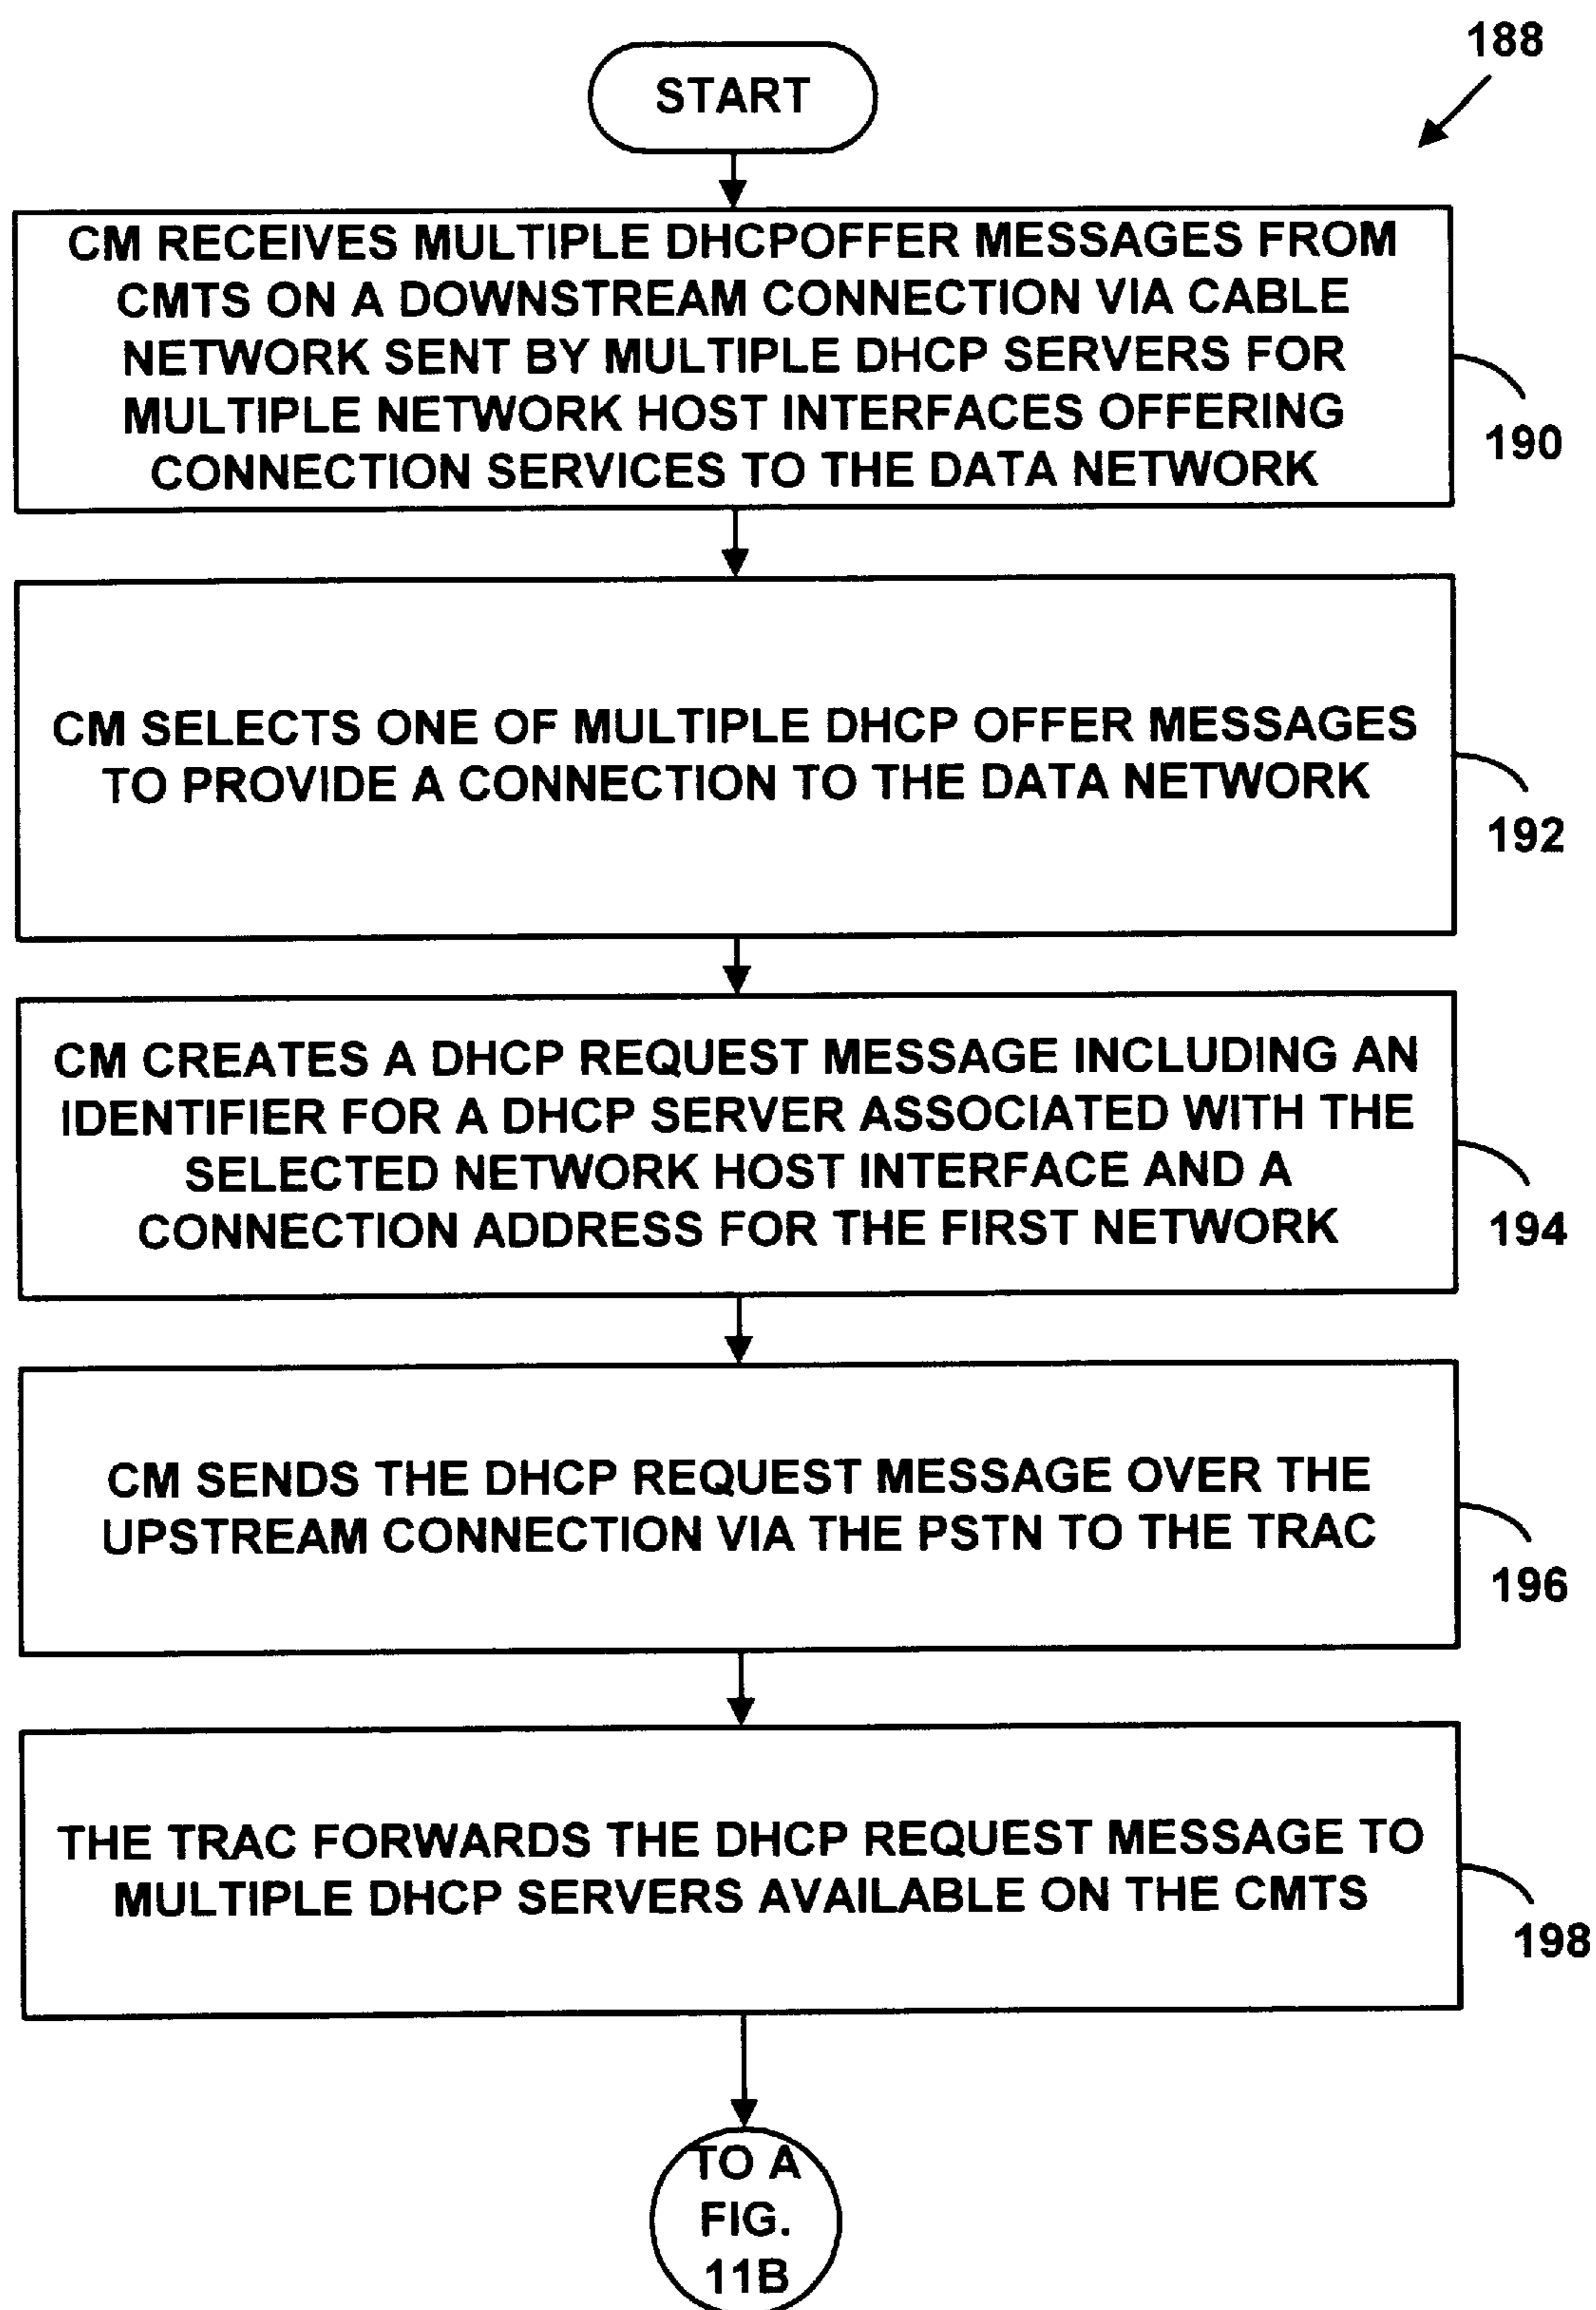 188
START
CM RECEIVES MULTIPLE DHCPOFFER MESSAGES FROM
CMTS ON A DOWNSTREAM CONNECTION VIA CABLE
NETWORK SENT BY MULTIPLE DHCP SERVERS FOR
MULTIPLE NETWORK HOST INTERFACES OFFERING
CONNECTION SERVICES TO THE DATA NETWORK
190
CM SELECTS ONE OF MULTIPLE DHCP OFFER MESSAGES
TO PROVIDE A CONNECTION TO THE DATA NETWORK
192
CM CREATES A DHCP REQUEST MESSAGE INCLUDING AN
IDENTIFIER FOR A DHCP SERVER ASSOCIATED WITH THE
SELECTED NETWORK HOST INTERFACE AND A
CONNECTION ADDRESS FOR THE FIRST NETWORK
194
CM SENDS THE DHCP REQUEST MESSAGE OVER THE
UPSTREAM CONNECTION VIA THE PSTN TO THE TRAC
196
THE TRAC FORWARDS THE DHCP REQUEST MESSAGE TO
MULTIPLE DHCP SERVERS AVAILABLE ON THE CMTS
198
TO A
FIG.
11B